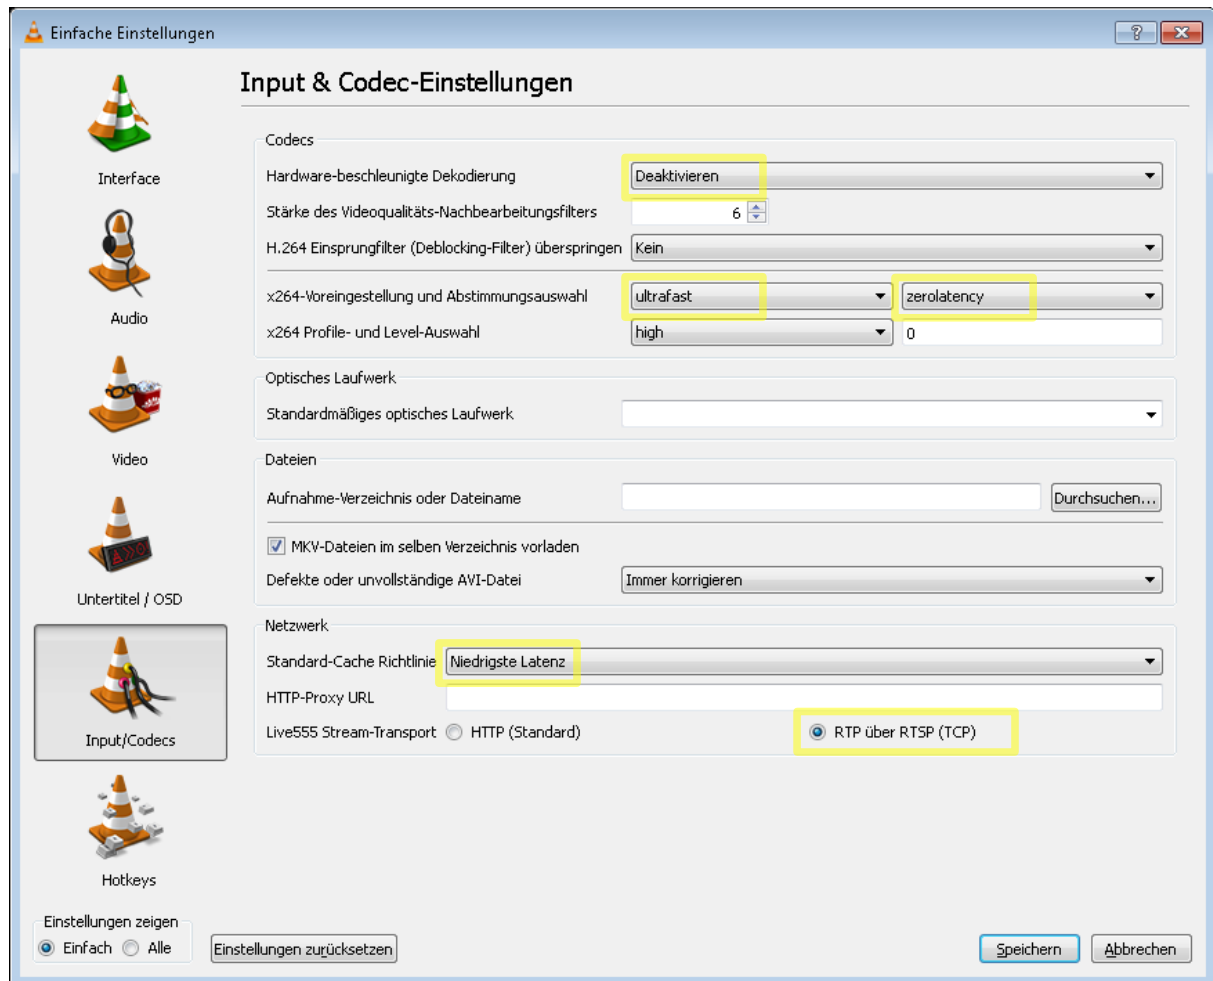 Einfache Einstellungen
Input & Codec-Einstellungen
Interface
Audio
Video
Untertitel / OSD
Input/Codecs
Hotkeys
Codecs
Hardware-beschleunigte Dekodierung Deaktivieren
Stärke des Videoqualitäts-Nachbearbeitungsfilters 6
H.264 Einsprungfilter (Deblocking-Filter) überspringen Kein
x264-Voreingestellung und Abstimmungsauswahl ultrafast zerolatency
x264 Profile- und Level-Auswahl high 0
Optisches Laufwerk
Standardmäßiges optisches Laufwerk
Dateien
Aufnahme-Verzeichnis oder Dateiname Durchsuchen...
MKV-Dateien im selben Verzeichnis vorladen
Defekte oder unvollständige AVI-Datei Immer korrigieren
Netzwerk
Standard-Cache Richtlinie Niedrigste Latenz
HTTP-Proxy URL
Live555 Stream-Transport HTTP (Standard) RTP über RTSP (TCP)
Einstellungen zeigen
Einfach Alle Einstellungen zurücksetzen Speichern Abbrechen